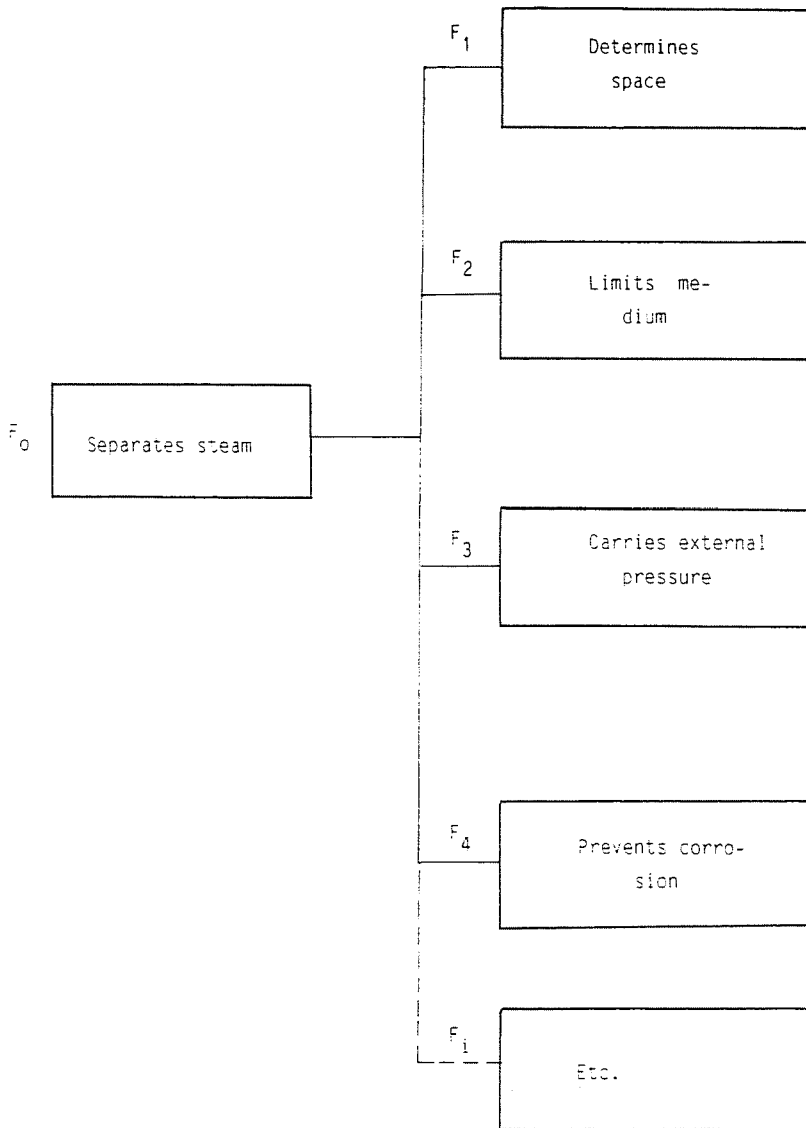 F1
Determines
space
F2
Limits me-
dium
Fo
Separates steam
F3
Carries external
pressure
F4
Prevents corro-
sion
Fi
Etc.